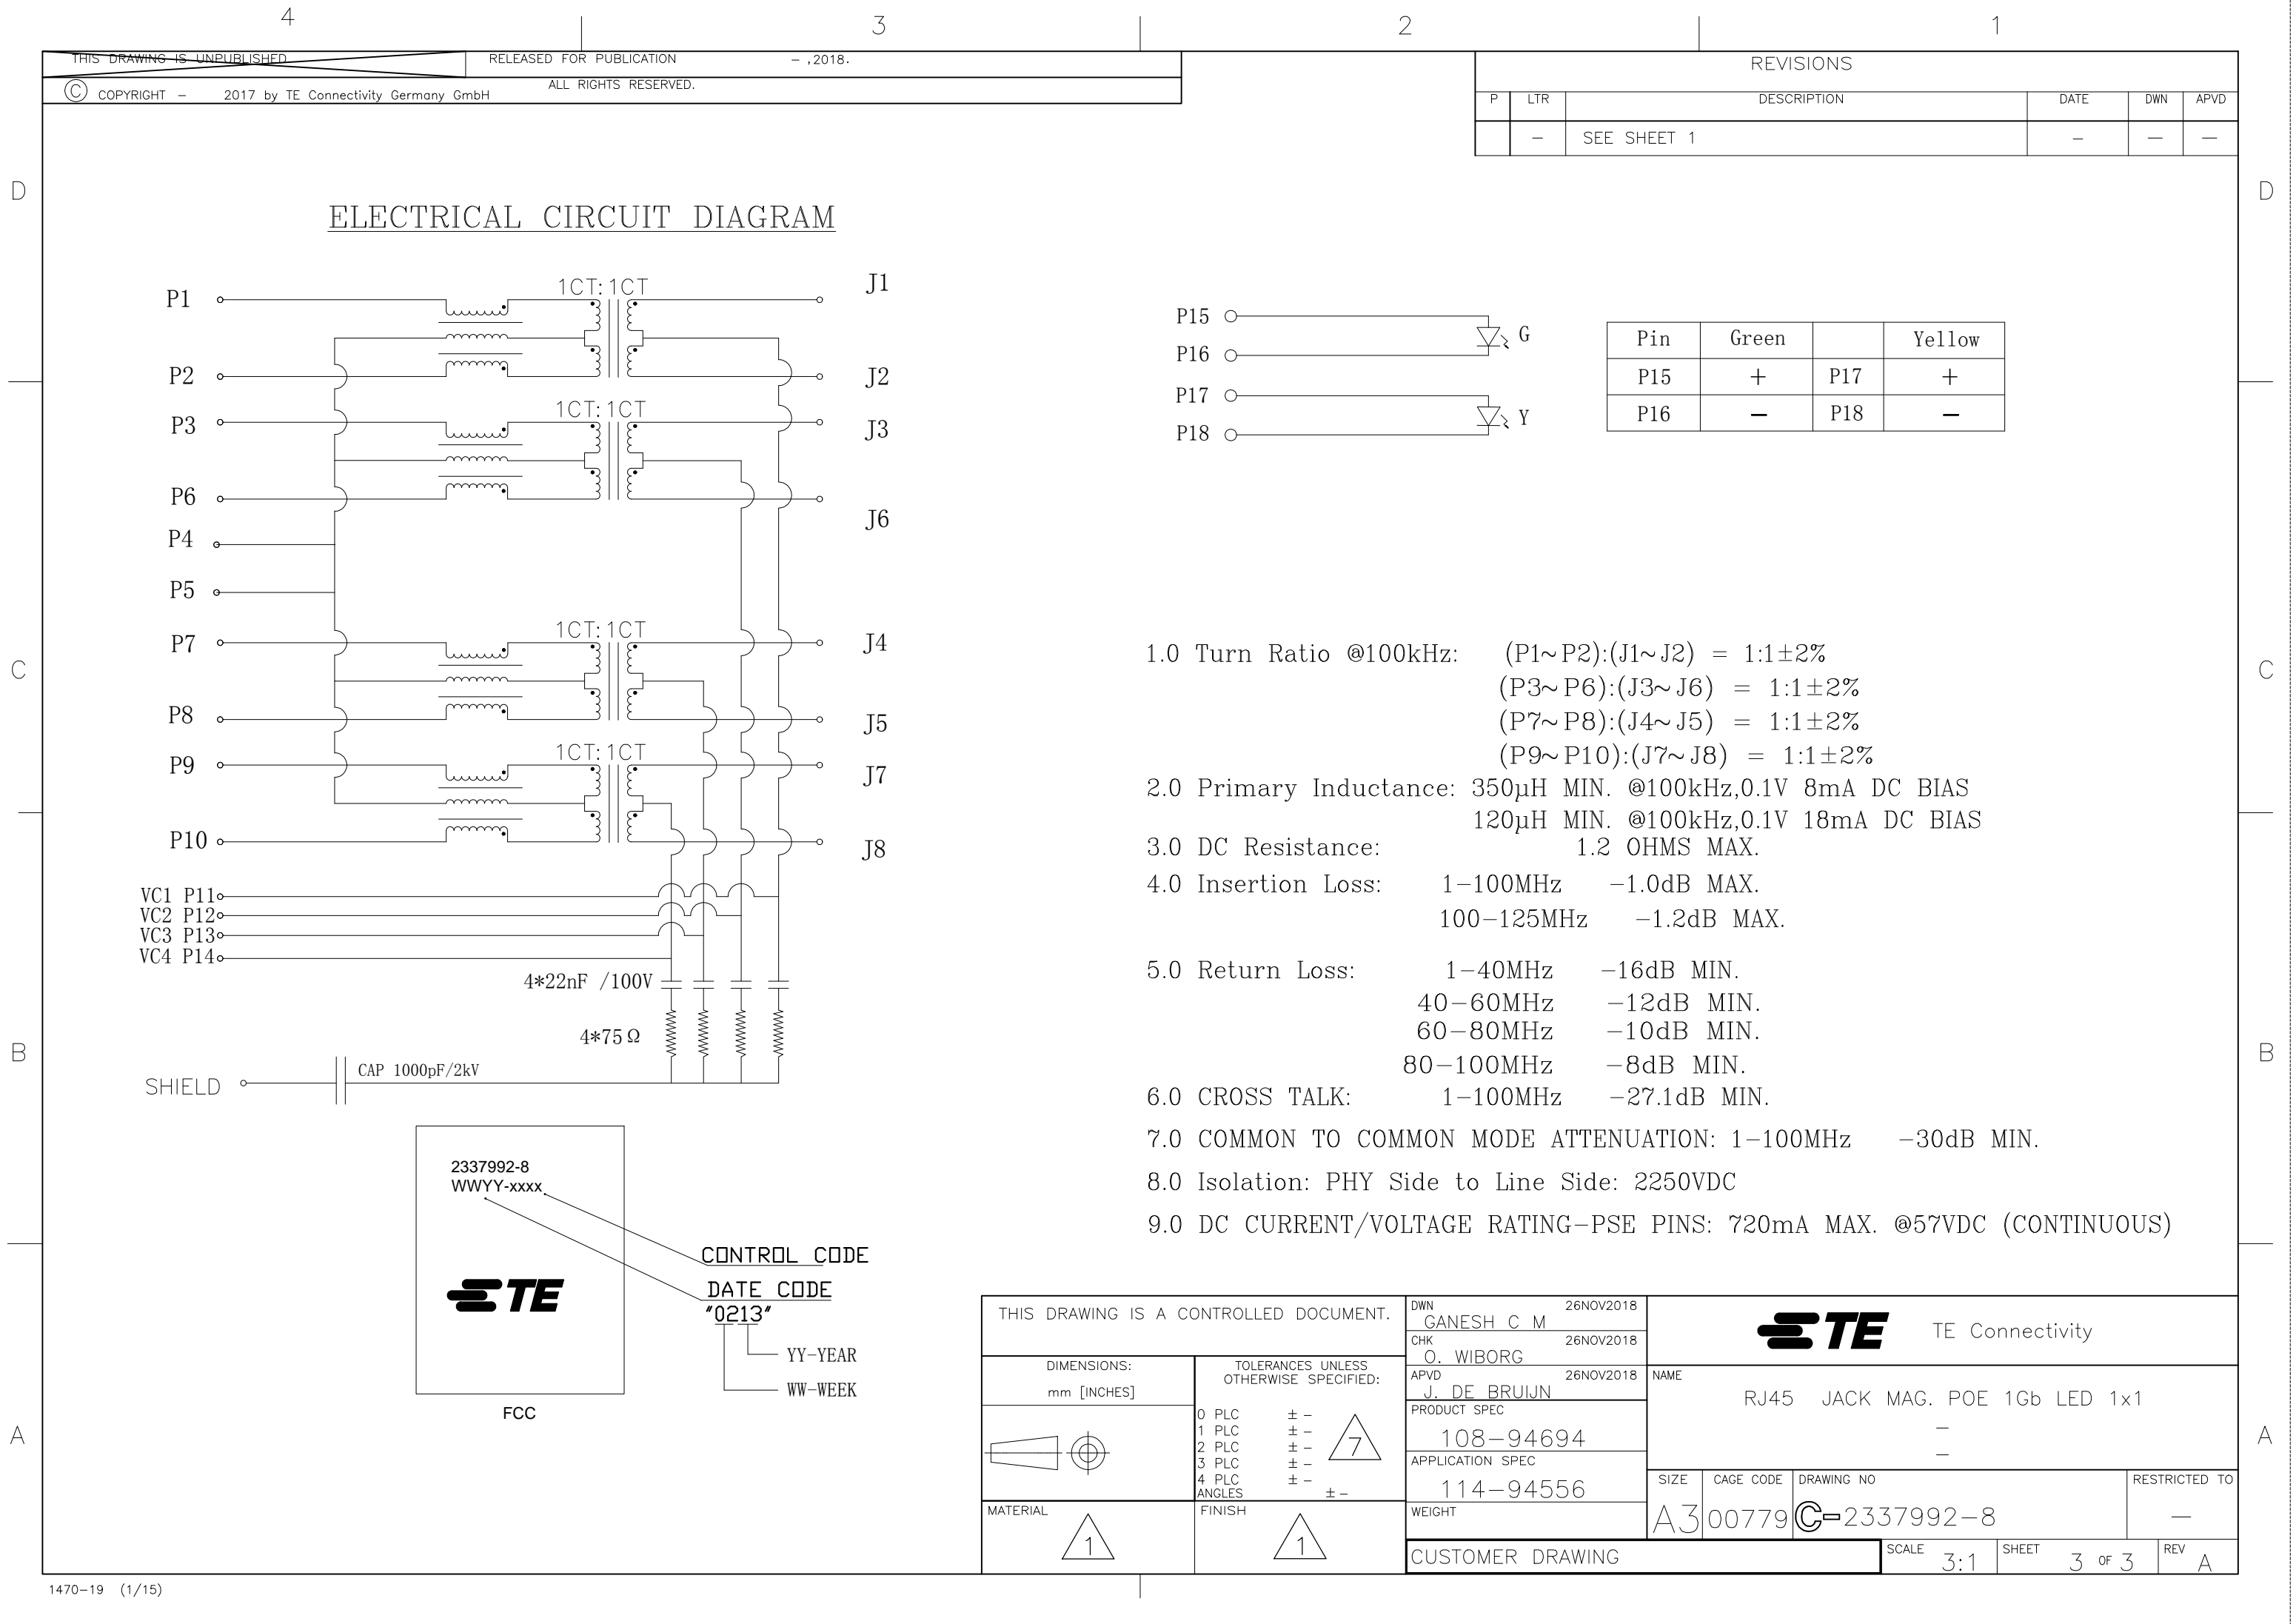 4 3 2 1
THIS DRAWING IS UNPUBLISHED
RELEASED FOR PUBLICATION – ,2018.
© COPYRIGHT – 2017 by TE Connectivity Germany GmbH
ALL RIGHTS RESERVED.
REVISIONS
P LTR DESCRIPTION DATE DWN APVD
– SEE SHEET 1 – – –
D D
C C
B B
A A
ELECTRICAL CIRCUIT DIAGRAM
P1 1CT:1CT J1
P2 J2
P3 1CT:1CT J3
P6 J6
P4
P5
P7 1CT:1CT J4
P8 J5
P9 1CT:1CT J7
P10 J8
VC1 P11
VC2 P12
VC3 P13
VC4 P14
4*22nF /100V
4*75Ω
CAP 1000pF/2kV
SHIELD
P15 G
P16
P17 Y
P18
Pin Green Yellow
P15 + P17 +
P16 – P18 –
1.0 Turn Ratio @100kHz: (P1~P2):(J1~J2) = 1:1±2%
(P3~P6):(J3~J6) = 1:1±2%
(P7~P8):(J4~J5) = 1:1±2%
(P9~P10):(J7~J8) = 1:1±2%
2.0 Primary Inductance: 350µH MIN. @100kHz,0.1V 8mA DC BIAS
120µH MIN. @100kHz,0.1V 18mA DC BIAS
3.0 DC Resistance: 1.2 OHMS MAX.
4.0 Insertion Loss: 1–100MHz –1.0dB MAX.
100–125MHz –1.2dB MAX.
5.0 Return Loss: 1–40MHz –16dB MIN.
40–60MHz –12dB MIN.
60–80MHz –10dB MIN.
80–100MHz –8dB MIN.
6.0 CROSS TALK: 1–100MHz –27.1dB MIN.
7.0 COMMON TO COMMON MODE ATTENUATION: 1–100MHz –30dB MIN.
8.0 Isolation: PHY Side to Line Side: 2250VDC
9.0 DC CURRENT/VOLTAGE RATING–PSE PINS: 720mA MAX. @57VDC (CONTINUOUS)
2337992-8
WWYY-xxxx
TE
FCC
CONTROL CODE
DATE CODE
"0213"
YY–YEAR
WW–WEEK
THIS DRAWING IS A CONTROLLED DOCUMENT.
DIMENSIONS:
mm [INCHES]
TOLERANCES UNLESS
OTHERWISE SPECIFIED:
0 PLC ± –
1 PLC ± –
2 PLC ± –
3 PLC ± –
4 PLC ± –
ANGLES ± –
7
MATERIAL 1
FINISH 1
DWN 26NOV2018
GANESH C M
CHK 26NOV2018
O. WIBORG
APVD 26NOV2018
J. DE BRUIJN
PRODUCT SPEC
108–94694
APPLICATION SPEC
114–94556
WEIGHT
CUSTOMER DRAWING
TE TE Connectivity
NAME
RJ45 JACK MAG. POE 1Gb LED 1x1
–
–
SIZE CAGE CODE DRAWING NO RESTRICTED TO
A3 00779 C–2337992–8 –
SCALE 3:1 SHEET 3 OF 3 REV A
1470–19 (1/15)